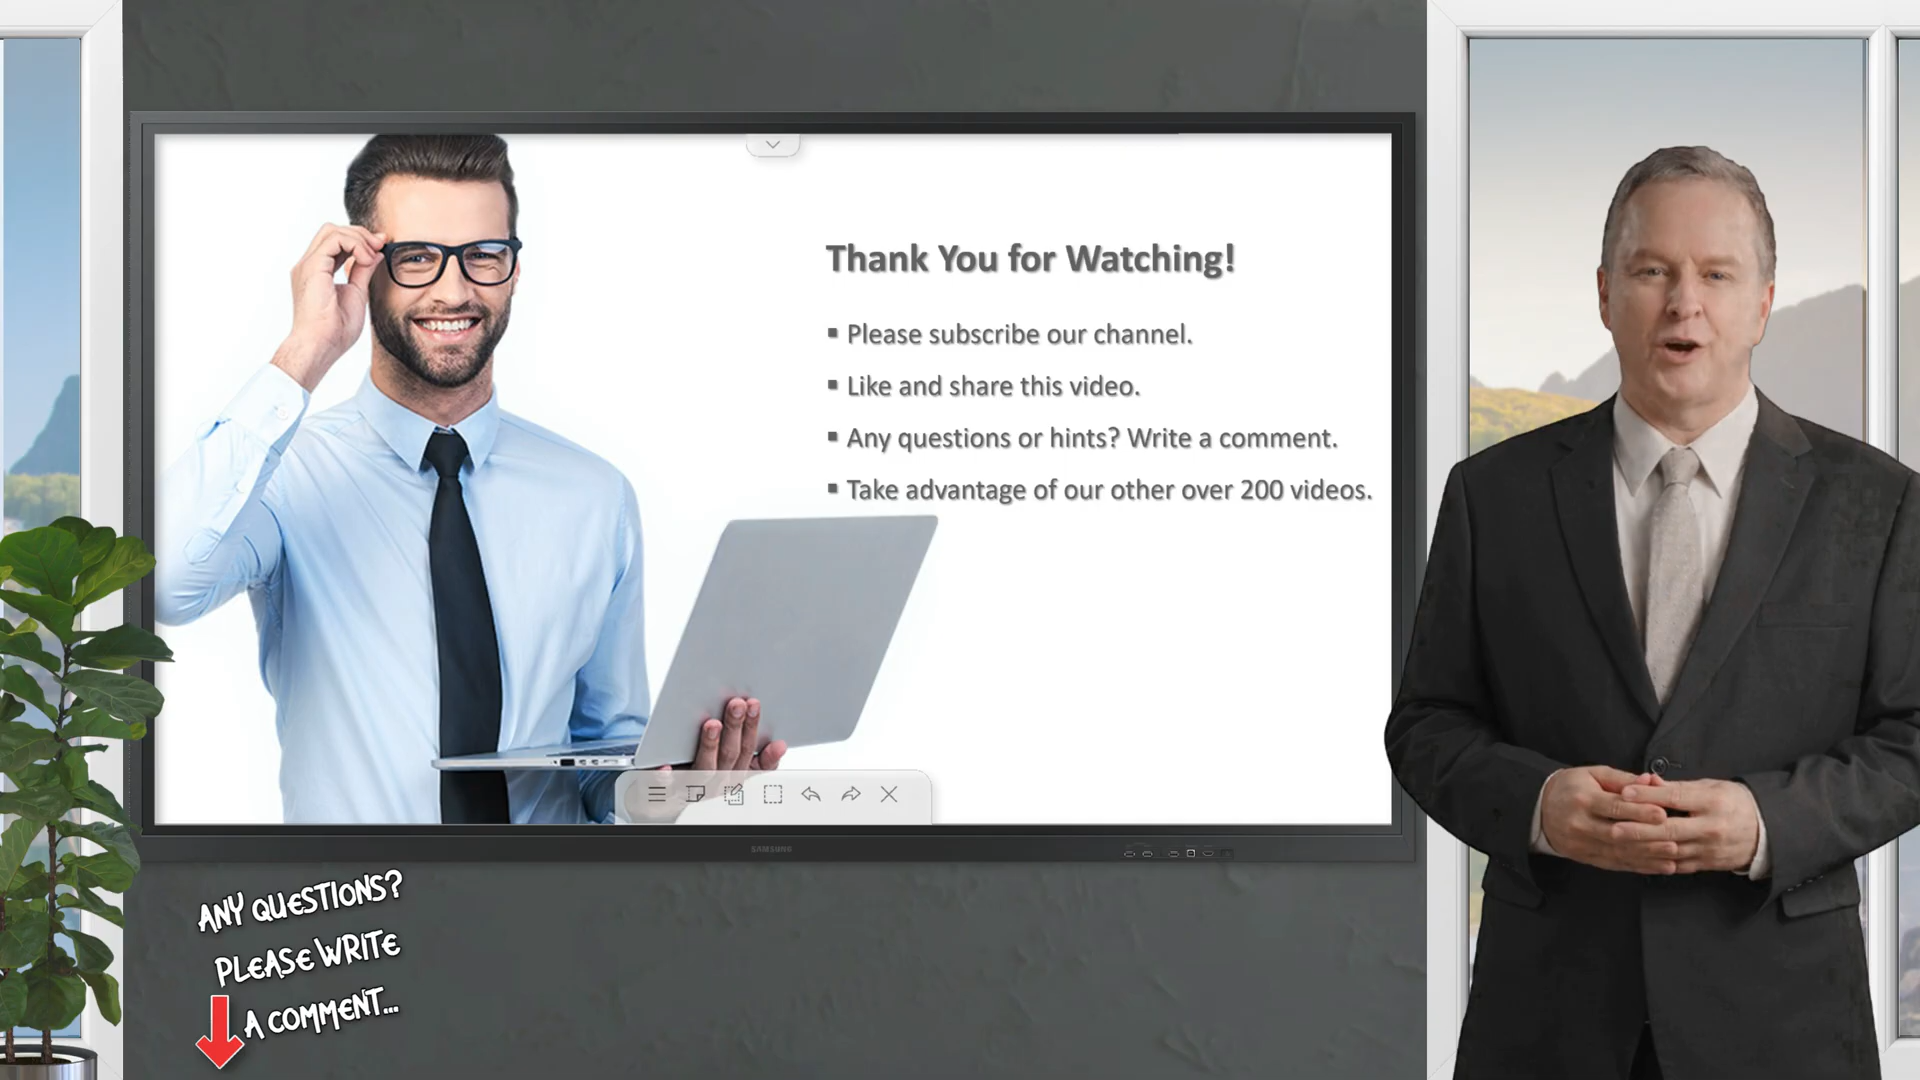 Thank You for Watching!
▪ Please subscribe our channel.
▪ Like and share this video.
▪ Any questions or hints? Write a comment.
▪ Take advantage of our other over 200 videos.
SAMSUNG
ANY QUESTIONS?
PLEASE WRITE
A COMMENT...